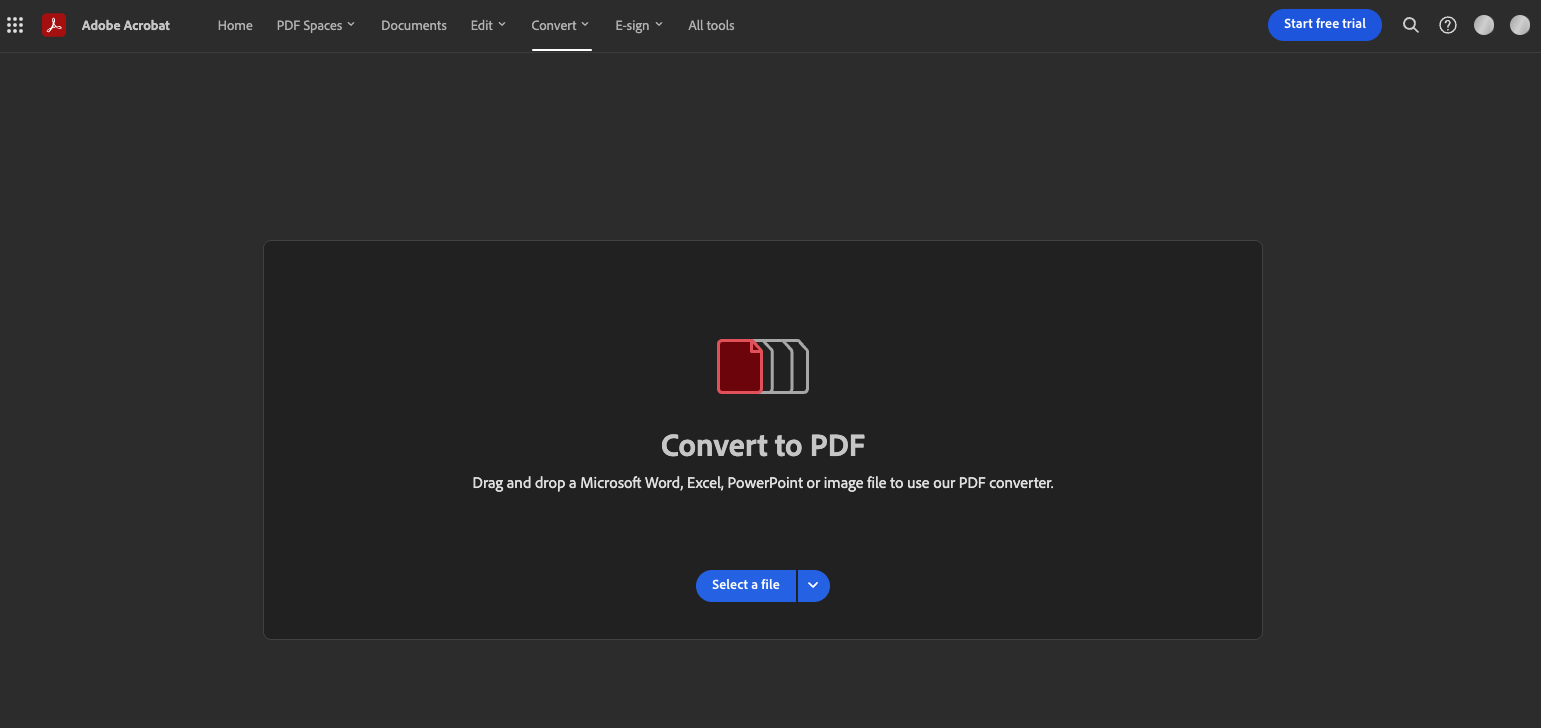 Adobe Acrobat Home PDF Spaces Documents Edit Convert E-sign All tools Start free trial
Convert to PDF
Drag and drop a Microsoft Word, Excel, PowerPoint or image file to use our PDF converter.
Select a file